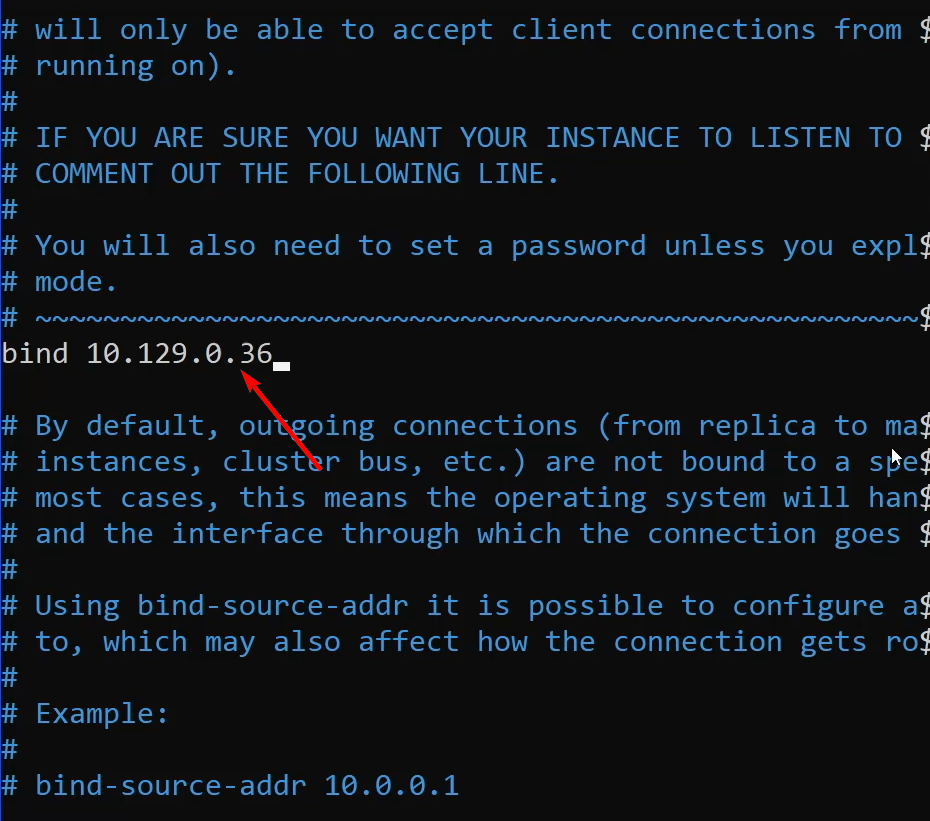 # will only be able to accept client connections from $
# running on).
#
# IF YOU ARE SURE YOU WANT YOUR INSTANCE TO LISTEN TO $
# COMMENT OUT THE FOLLOWING LINE.
#
# You will also need to set a password unless you expl$
# mode.
# ~~~~~~~~~~~~~~~~~~~~~~~~~~~~~~~~~~~~~~~~~~~~~~~~~~~~$
bind 10.129.0.36
# By default, outgoing connections (from replica to ma$
# instances, cluster bus, etc.) are not bound to a spe$
# most cases, this means the operating system will han$
# and the interface through which the connection goes $
#
# Using bind-source-addr it is possible to configure a$
# to, which may also affect how the connection gets ro$
#
# Example:
#
# bind-source-addr 10.0.0.1